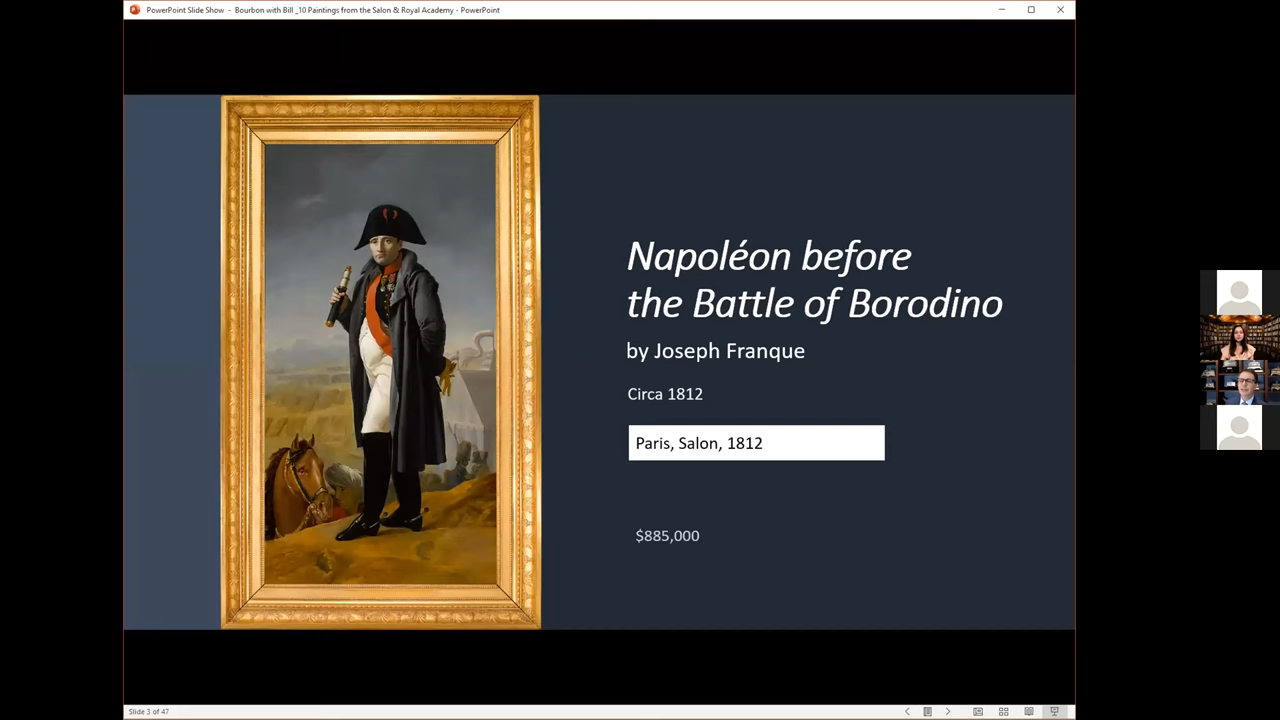 PowerPoint Slide Show - Bourbon with Bill _10 Paintings from the Salon & Royal Academy - PowerPoint
Napoléon before
the Battle of Borodino
by Joseph Franque
Circa 1812
Paris, Salon, 1812
$885,000
Slide 3 of 47